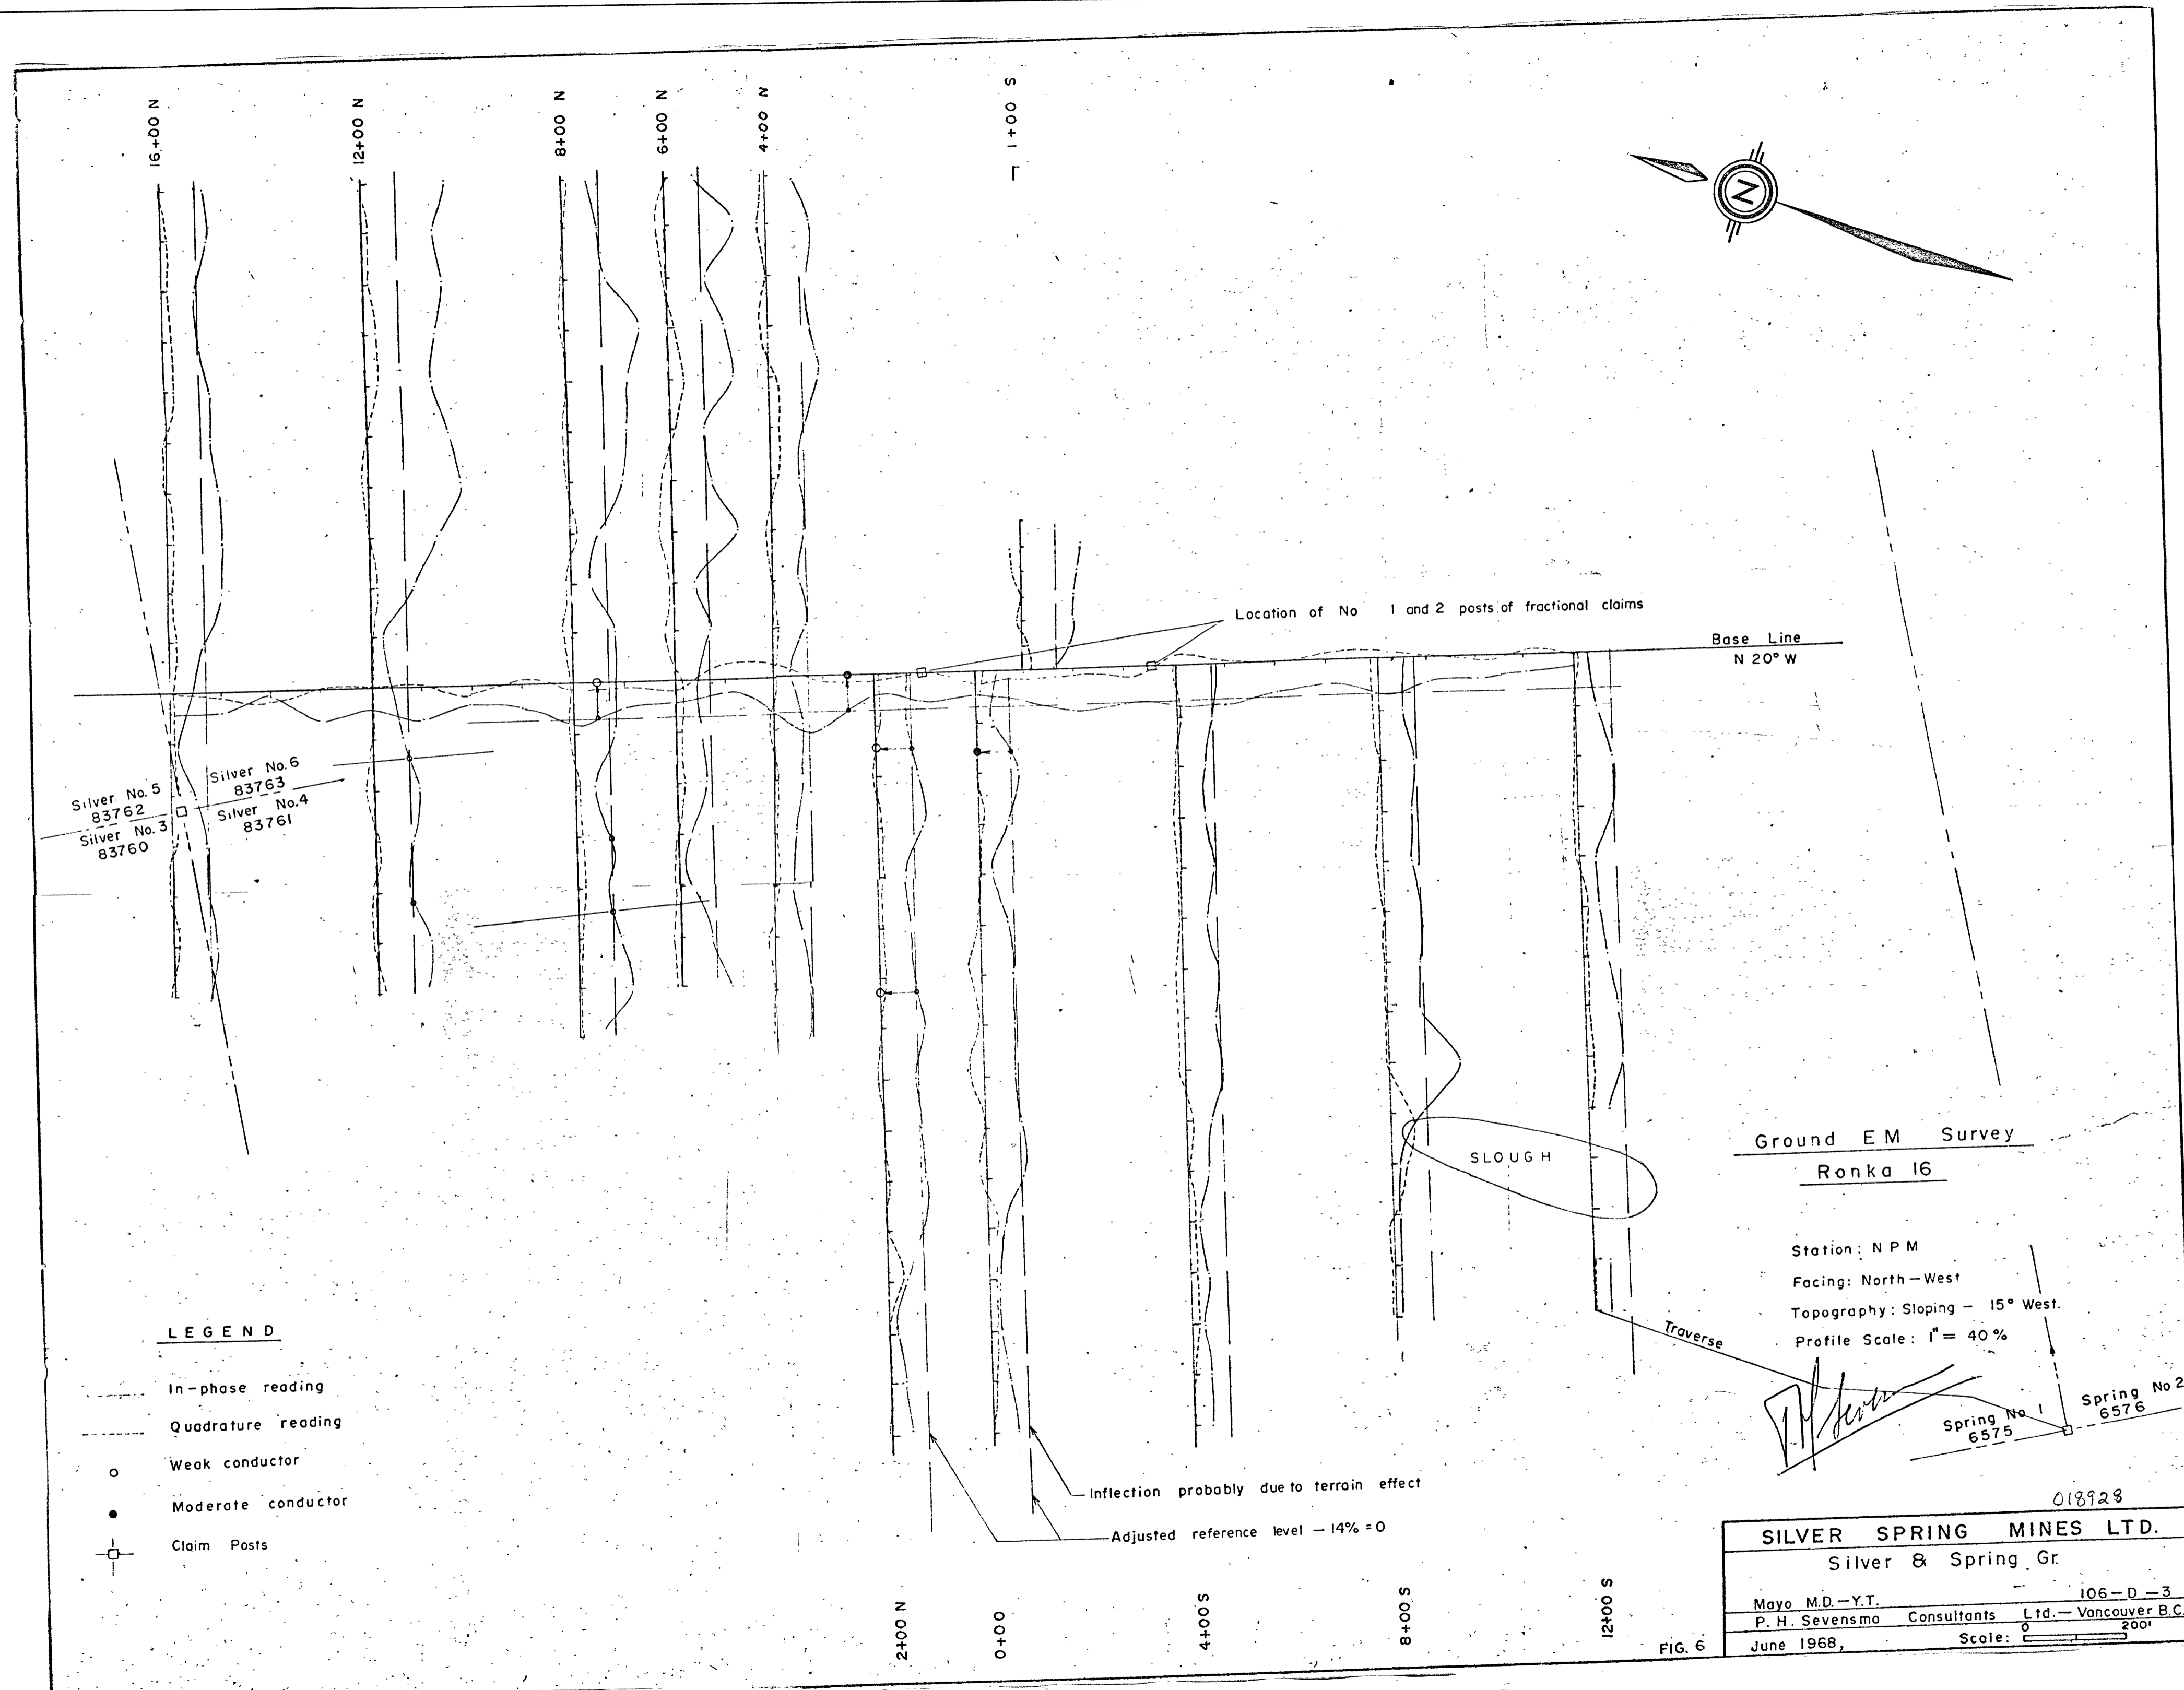 16+00 N
12+00 N
8+00 N
6+00 N
4+00 N
L 1+00 S
N
Location of No 1 and 2 posts of fractional claims
Base Line
N 20° W
Silver No. 5
83762
Silver No. 6
83763
Silver No. 3
83760
Silver No. 4
83761
SLOUGH
Ground EM Survey
Ronka 16
Station: NPM
Facing: North-West
Topography: Sloping - 15° West.
Profile Scale: 1" = 40%
Traverse
Spring No 1
6575
Spring No 2
6576
LEGEND
In-phase reading
Quadrature reading
Weak conductor
Moderate conductor
Claim Posts
Inflection probably due to terrain effect
Adjusted reference level - 14% = 0
2+00 N
0+00
4+00 S
8+00 S
12+00 S
FIG. 6
018928
SILVER SPRING MINES LTD.
Silver & Spring Gr.
Mayo M.D.-Y.T. 106-D-3
P. H. Sevensma Consultants Ltd.- Vancouver B.C.
June 1968, Scale: 0 200'